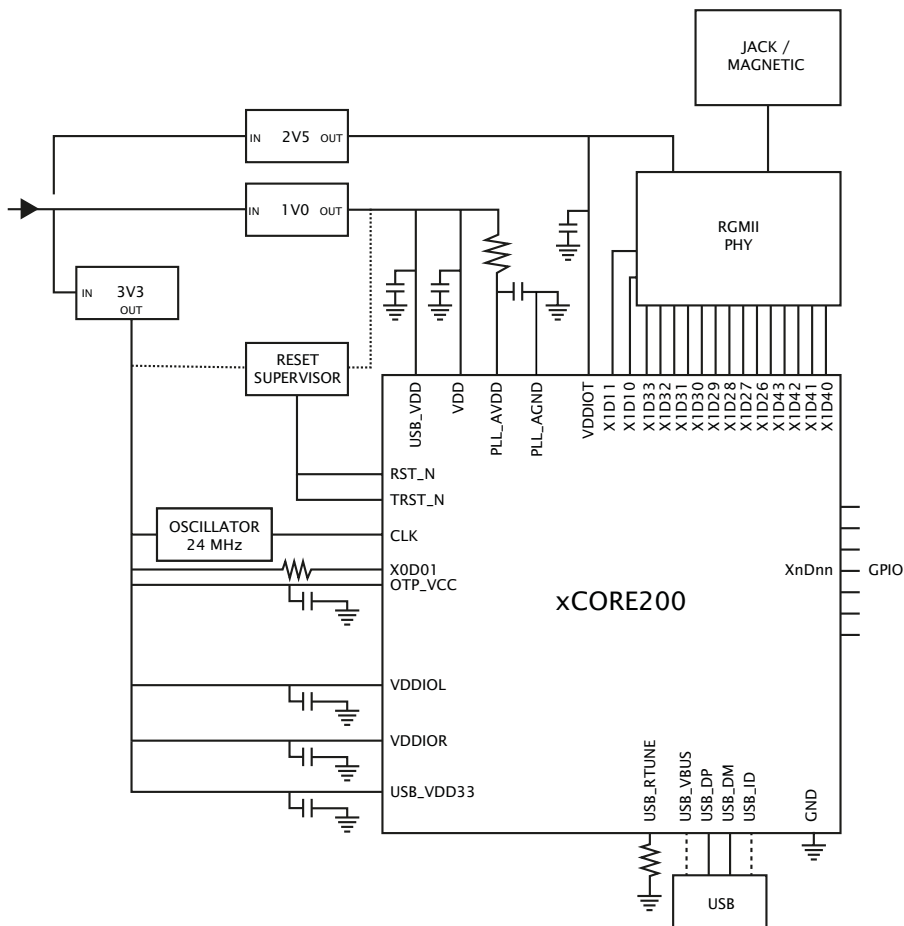 JACK /
MAGNETIC
IN 2V5 OUT
IN 1V0 OUT
RGMII
PHY
IN 3V3
OUT
RESET
SUPERVISOR
USB_VDD
VDD
PLL_AVDD
PLL_AGND
VDDIOT
X1D11
X1D10
X1D33
X1D32
X1D31
X1D30
X1D29
X1D28
X1D27
X1D26
X1D43
X1D42
X1D41
X1D40
RST_N
TRST_N
OSCILLATOR
24 MHz
CLK
X0D01
OTP_VCC
XnDnn
GPIO
xCORE200
VDDIOL
VDDIOR
USB_VDD33
USB_RTUNE
USB_VBUS
USB_DP
USB_DM
USB_ID
GND
USB